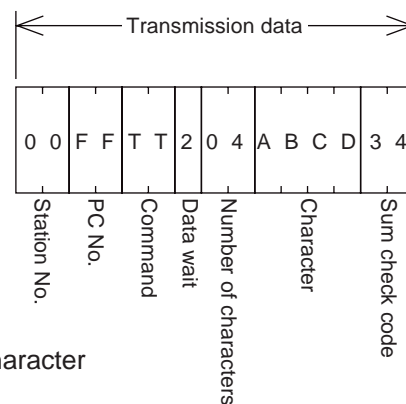 Transmission data
0 0 F F T T 2 0 4 A B C D 3 4
Station No.
PC No.
Command
Data wait
Number of characters
Character
Sum check code